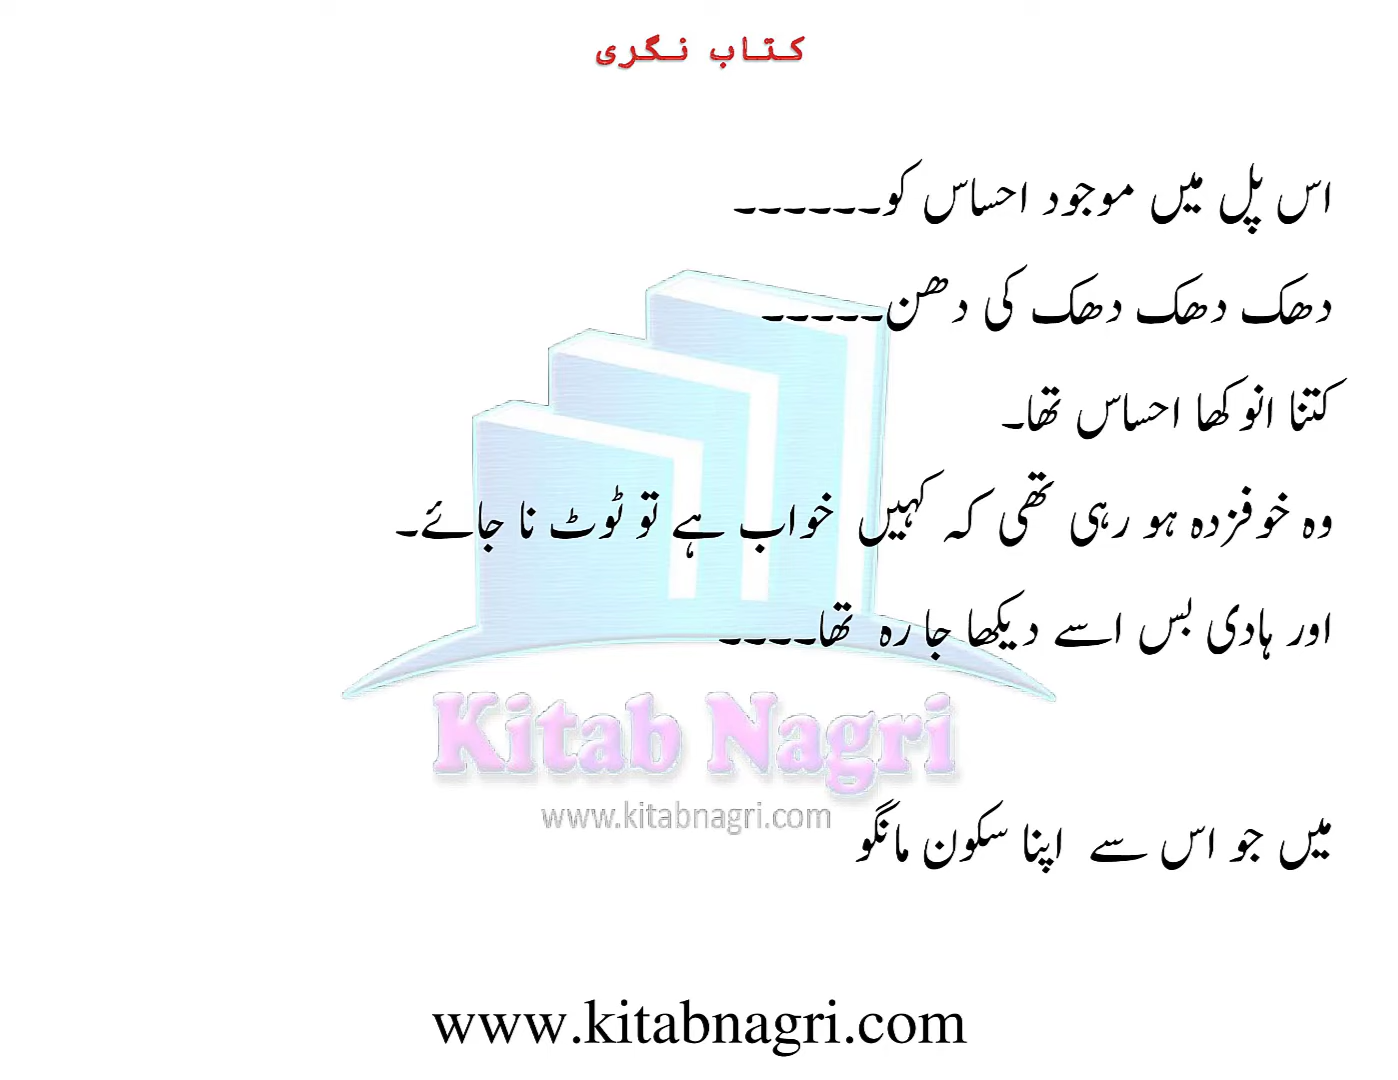 کتاب نگری
اس پل میں موجود احساس کو۔۔۔۔۔۔
دھک دھک دھک کی دھن۔۔۔۔۔
کتنا انوکھا احساس تھا۔
وہ خوفزدہ ہو رہی تھی کہ کہیں خواب ہے تو ٹوٹ نا جائے۔
اور ہادی بس اسے دیکھا جا رہ تھا۔۔۔۔
Kitab Nagri
www.kitabnagri.com
میں جو اس سے اپنا سکون مانگو
www.kitabnagri.com